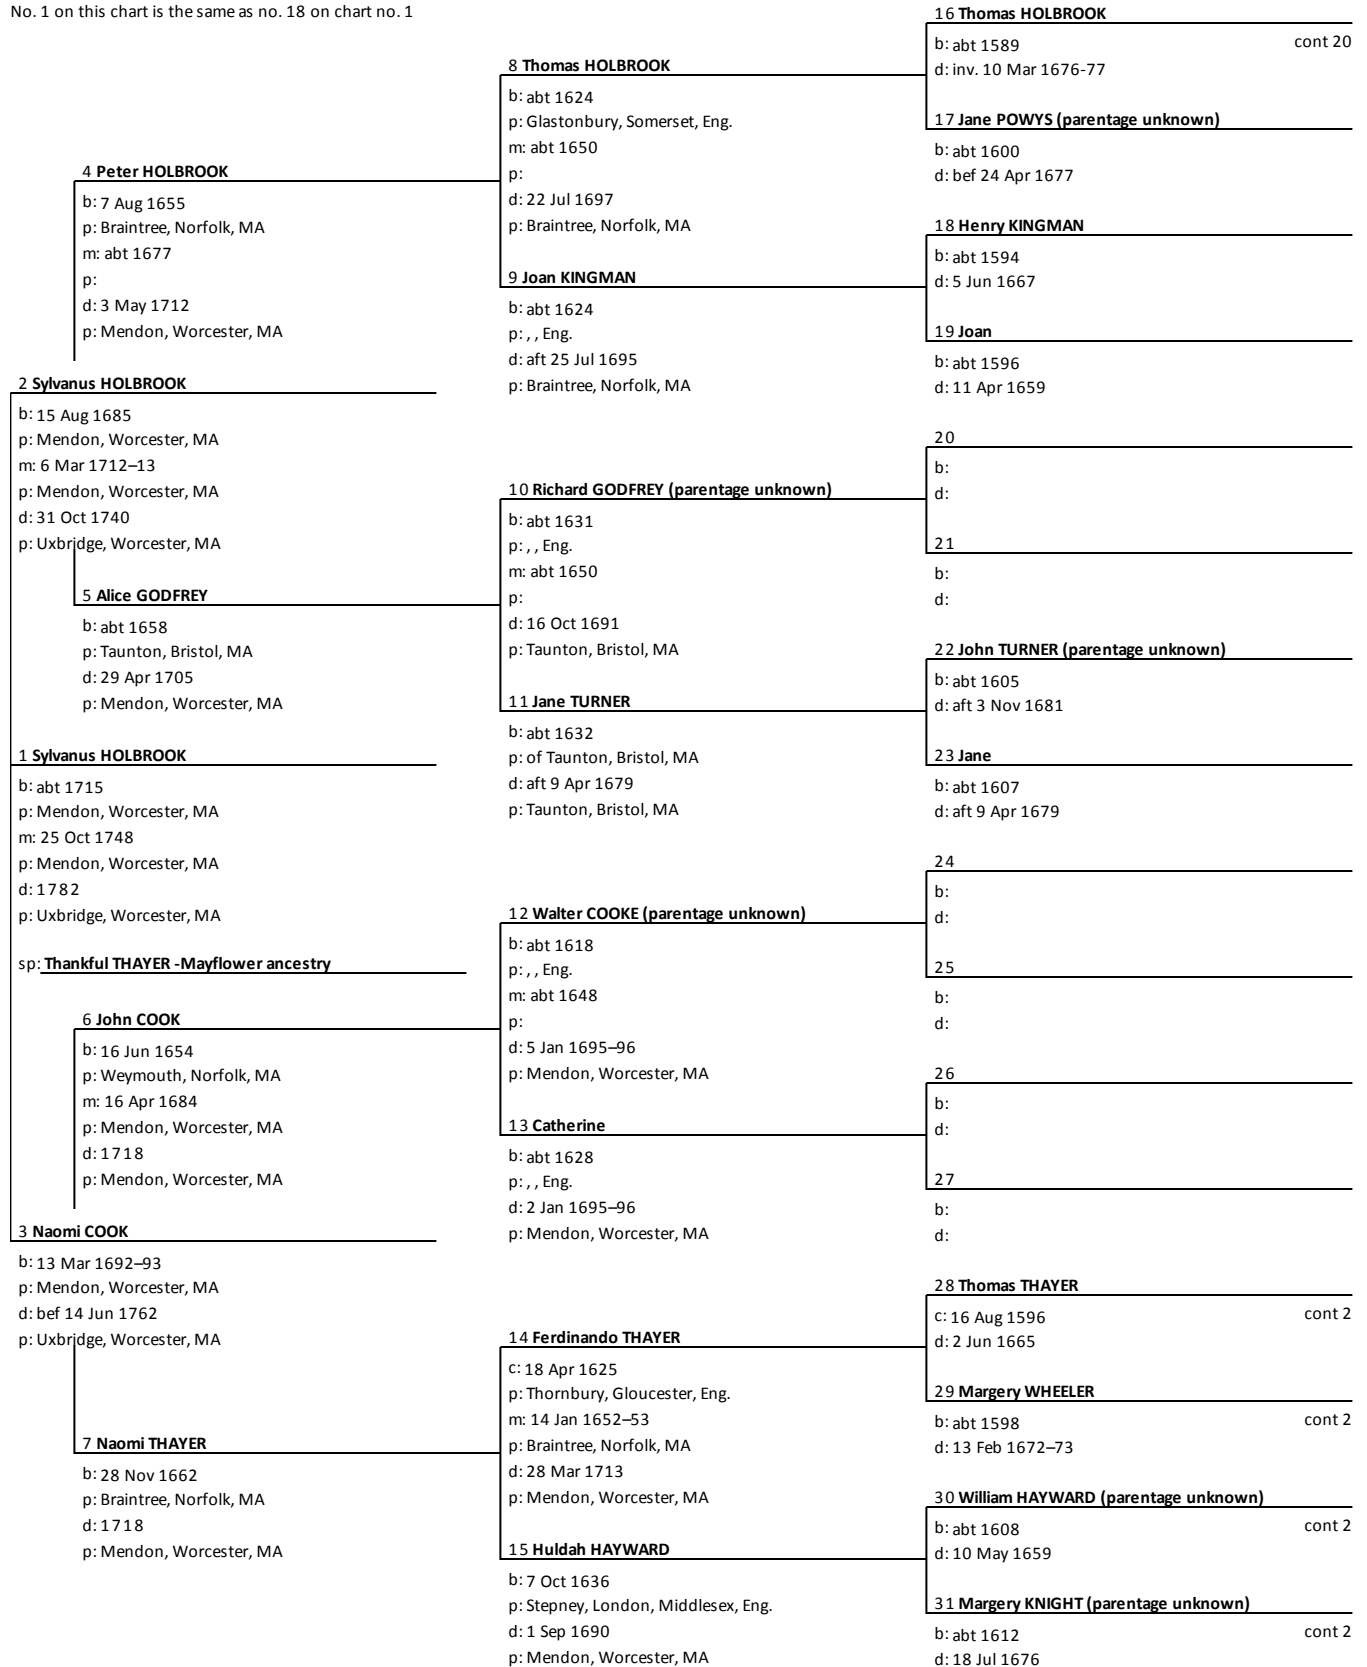 No. 1 on this chart is the same as no. 18 on chart no. 1
16 Thomas HOLBROOK
b: abt 1589 cont 20
d: inv. 10 Mar 1676-77
8 Thomas HOLBROOK
b: abt 1624
p: Glastonbury, Somerset, Eng.
m: abt 1650
p:
d: 22 Jul 1697
p: Braintree, Norfolk, MA
17 Jane POWYS (parentage unknown)
b: abt 1600
d: bef 24 Apr 1677
4 Peter HOLBROOK
b: 7 Aug 1655
p: Braintree, Norfolk, MA
m: abt 1677
p:
d: 3 May 1712
p: Mendon, Worcester, MA
18 Henry KINGMAN
b: abt 1594
d: 5 Jun 1667
9 Joan KINGMAN
b: abt 1624
p: , , Eng.
d: aft 25 Jul 1695
p: Braintree, Norfolk, MA
19 Joan
b: abt 1596
d: 11 Apr 1659
2 Sylvanus HOLBROOK
b: 15 Aug 1685
p: Mendon, Worcester, MA
m: 6 Mar 1712–13
p: Mendon, Worcester, MA
d: 31 Oct 1740
p: Uxbridge, Worcester, MA
20
b:
d:
10 Richard GODFREY (parentage unknown)
b: abt 1631
p: , , Eng.
m: abt 1650
p:
d: 16 Oct 1691
p: Taunton, Bristol, MA
21
b:
d:
5 Alice GODFREY
b: abt 1658
p: Taunton, Bristol, MA
d: 29 Apr 1705
p: Mendon, Worcester, MA
22 John TURNER (parentage unknown)
b: abt 1605
d: aft 3 Nov 1681
11 Jane TURNER
b: abt 1632
p: of Taunton, Bristol, MA
d: aft 9 Apr 1679
p: Taunton, Bristol, MA
23 Jane
b: abt 1607
d: aft 9 Apr 1679
1 Sylvanus HOLBROOK
b: abt 1715
p: Mendon, Worcester, MA
m: 25 Oct 1748
p: Mendon, Worcester, MA
d: 1782
p: Uxbridge, Worcester, MA
sp: Thankful THAYER -Mayflower ancestry
24
b:
d:
12 Walter COOKE (parentage unknown)
b: abt 1618
p: , , Eng.
m: abt 1648
p:
d: 5 Jan 1695–96
p: Mendon, Worcester, MA
25
b:
d:
6 John COOK
b: 16 Jun 1654
p: Weymouth, Norfolk, MA
m: 16 Apr 1684
p: Mendon, Worcester, MA
d: 1718
p: Mendon, Worcester, MA
26
b:
d:
13 Catherine
b: abt 1628
p: , , Eng.
d: 2 Jan 1695–96
p: Mendon, Worcester, MA
27
b:
d:
3 Naomi COOK
b: 13 Mar 1692–93
p: Mendon, Worcester, MA
d: bef 14 Jun 1762
p: Uxbridge, Worcester, MA
28 Thomas THAYER
c: 16 Aug 1596 cont 2
d: 2 Jun 1665
14 Ferdinando THAYER
c: 18 Apr 1625
p: Thornbury, Gloucester, Eng.
m: 14 Jan 1652–53
p: Braintree, Norfolk, MA
d: 28 Mar 1713
p: Mendon, Worcester, MA
29 Margery WHEELER
b: abt 1598 cont 2
d: 13 Feb 1672–73
7 Naomi THAYER
b: 28 Nov 1662
p: Braintree, Norfolk, MA
d: 1718
p: Mendon, Worcester, MA
30 William HAYWARD (parentage unknown)
b: abt 1608 cont 2
d: 10 May 1659
15 Huldah HAYWARD
b: 7 Oct 1636
p: Stepney, London, Middlesex, Eng.
d: 1 Sep 1690
p: Mendon, Worcester, MA
31 Margery KNIGHT (parentage unknown)
b: abt 1612 cont 2
d: 18 Jul 1676